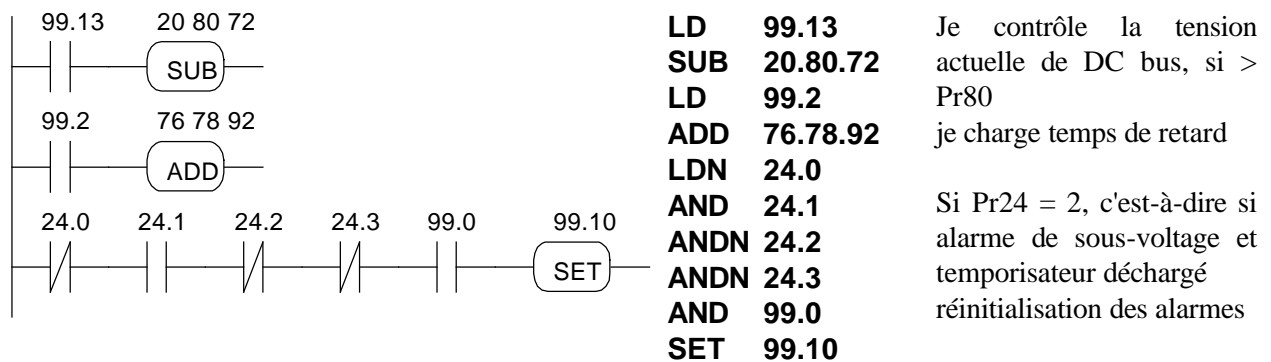 99.13 20 80 72
SUB
99.2 76 78 92
ADD
24.0 24.1 24.2 24.3 99.0 99.10
SET
LD 99.13
SUB 20.80.72
LD 99.2
ADD 76.78.92
LDN 24.0
AND 24.1
ANDN 24.2
ANDN 24.3
AND 99.0
SET 99.10
Je contrôle la tension
actuelle de DC bus, si >
Pr80
je charge temps de retard
Si Pr24 = 2, c'est-à-dire si
alarme de sous-voltage et
temporisateur déchargé
réinitialisation des alarmes